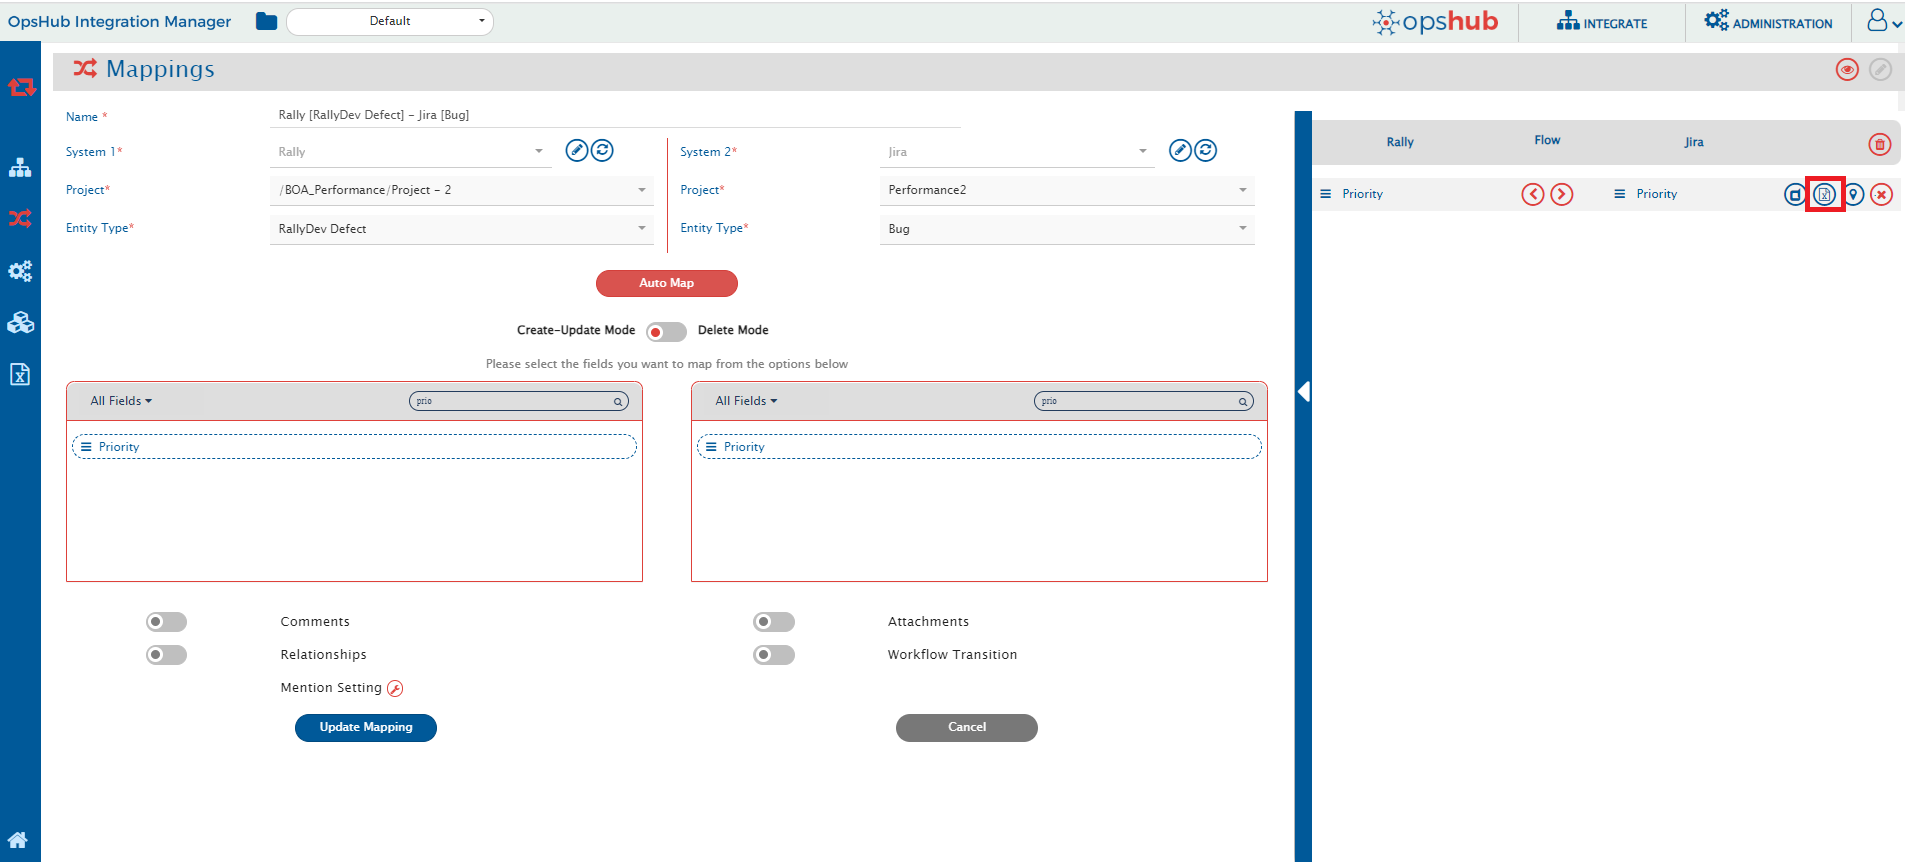 OpsHub Integration Manager
Default
opshub
INTEGRATE
ADMINISTRATION
Mappings
Name *
Rally [RallyDev Defect] - Jira [Bug]
System 1*
Rally
System 2*
Jira
Project*
/BOA_Performance/Project - 2
Project*
Performance2
Entity Type*
RallyDev Defect
Entity Type*
Bug
Auto Map
Create-Update Mode
Delete Mode
Please select the fields you want to map from the options below
All Fields
prio
Priority
All Fields
prio
Priority
Comments
Attachments
Relationships
Workflow Transition
Mention Setting
Update Mapping
Cancel
Rally
Flow
Jira
Priority
Priority